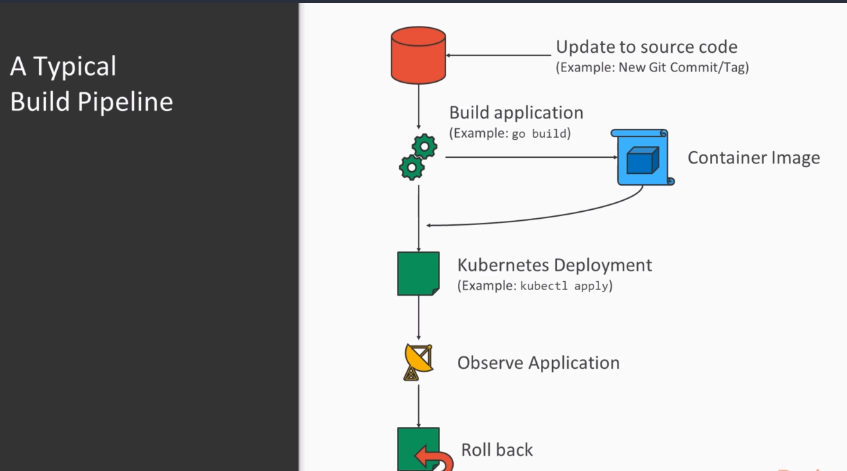 A Typical
Build Pipeline
Update to source code
(Example: New Git Commit/Tag)
Build application
(Example: go build)
Container Image
Kubernetes Deployment
(Example: kubectl apply)
Observe Application
Roll back